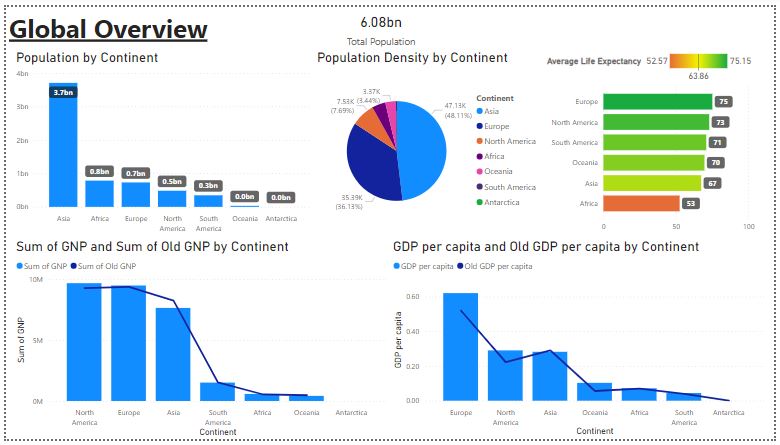 Global Overview
6.08bn
Total Population
Population by Continent
4bn
3bn
2bn
1bn
0bn
3.7bn
0.8bn
0.7bn
0.5bn
0.3bn
0.0bn
0.0bn
Asia
Africa
Europe
North
America
South
America
Oceania
Antarctica
Population Density by Continent
3.37K
(3.44%)
7.53K
(7.69%)
47.13K
(48.11%)
35.39K
(36.13%)
Continent
Asia
Europe
North America
Africa
Oceania
South America
Antarctica
Average Life Expectancy
52.57
75.15
63.86
Europe
75
North America
73
South America
71
Oceania
70
Asia
67
Africa
53
0
50
100
Sum of GNP and Sum of Old GNP by Continent
Sum of GNP
Sum of Old GNP
Sum of GNP
10M
5M
0M
North
America
Europe
Asia
South
America
Africa
Oceania
Antarctica
Continent
GDP per capita and Old GDP per capita by Continent
GDP per capita
Old GDP per capita
GDP per capita
0.60
0.40
0.20
0.00
Europe
North
America
Asia
Oceania
Africa
South
America
Antarctica
Continent